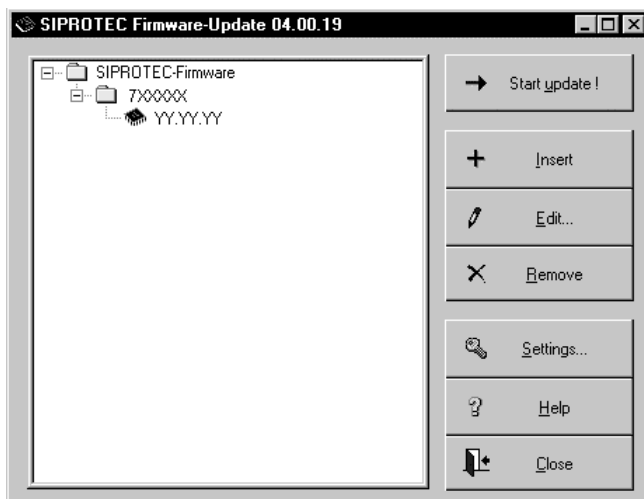 SIPROTEC Firmware-Update 04.00.19
SIPROTEC-Firmware
7XXXXX
YY.YY.YY
Start update !
Insert
Edit...
Remove
Settings...
Help
Close